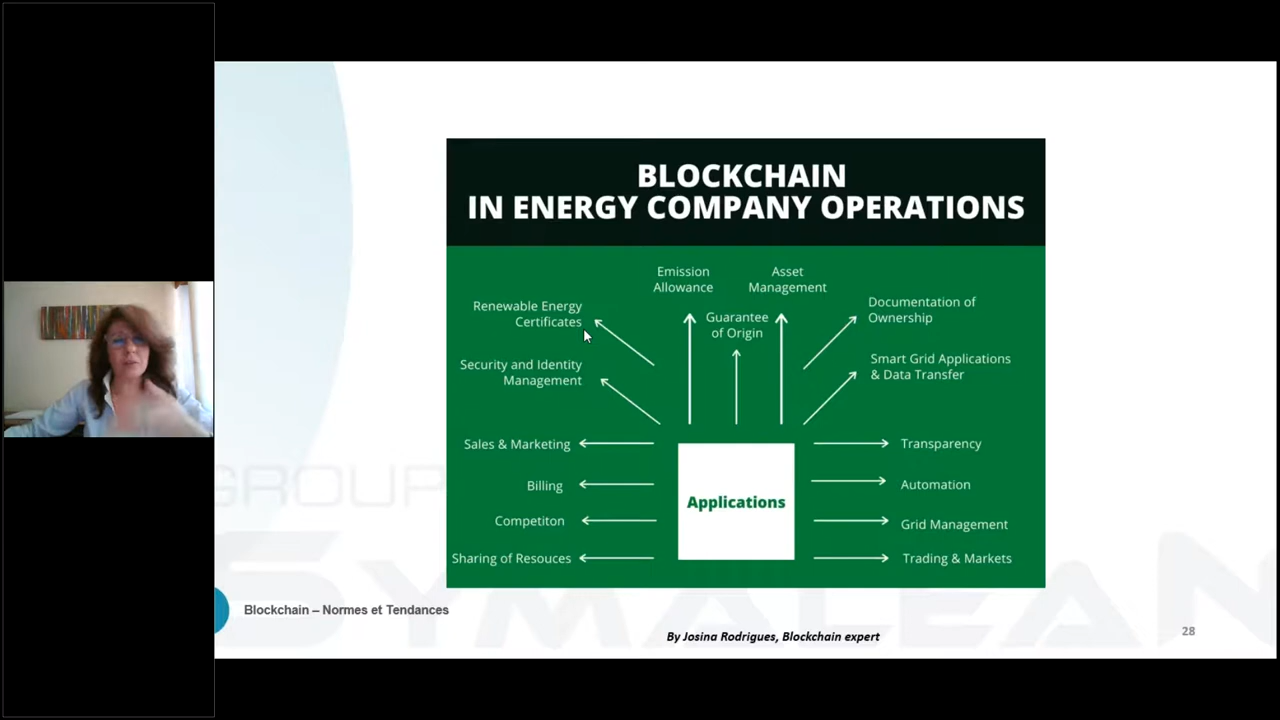 BLOCKCHAIN
IN ENERGY COMPANY OPERATIONS
Emission
Allowance
Asset
Management
Renewable Energy
Certificates
Guarantee
of Origin
Documentation of
Ownership
Security and Identity
Management
Smart Grid Applications
& Data Transfer
Sales & Marketing
Transparency
Billing
Automation
Applications
Competiton
Grid Management
Sharing of Resouces
Trading & Markets
GROUP
SYMALEAN
Blockchain – Normes et Tendances
By Josina Rodrigues, Blockchain expert
28